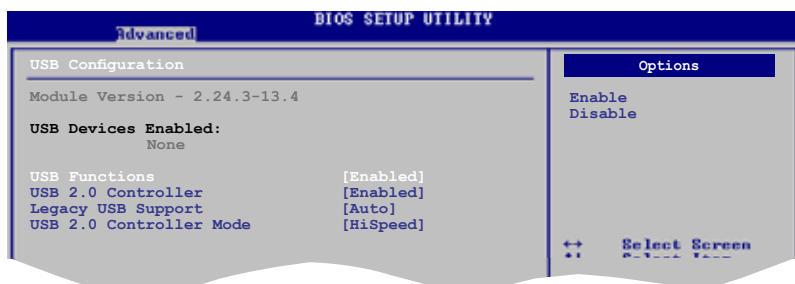 BIOS SETUP UTILITY
Advanced
USB Configuration
Module Version - 2.24.3-13.4
USB Devices Enabled:
None
USB Functions [Enabled]
USB 2.0 Controller [Enabled]
Legacy USB Support [Auto]
USB 2.0 Controller Mode [HiSpeed]
Options
Enable
Disable
↔ Select Screen